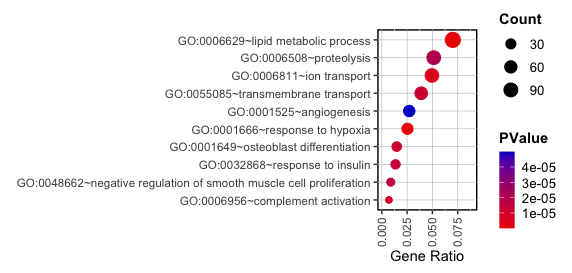 GO:0006629~lipid metabolic process
GO:0006508~proteolysis
GO:0006811~ion transport
GO:0055085~transmembrane transport
GO:0001525~angiogenesis
GO:0001666~response to hypoxia
GO:0001649~osteoblast differentiation
GO:0032868~response to insulin
GO:0048662~negative regulation of smooth muscle cell proliferation
GO:0006956~complement activation
0.000
0.025
0.050
0.075
Gene Ratio
Count
30
60
90
PValue
4e-05
3e-05
2e-05
1e-05